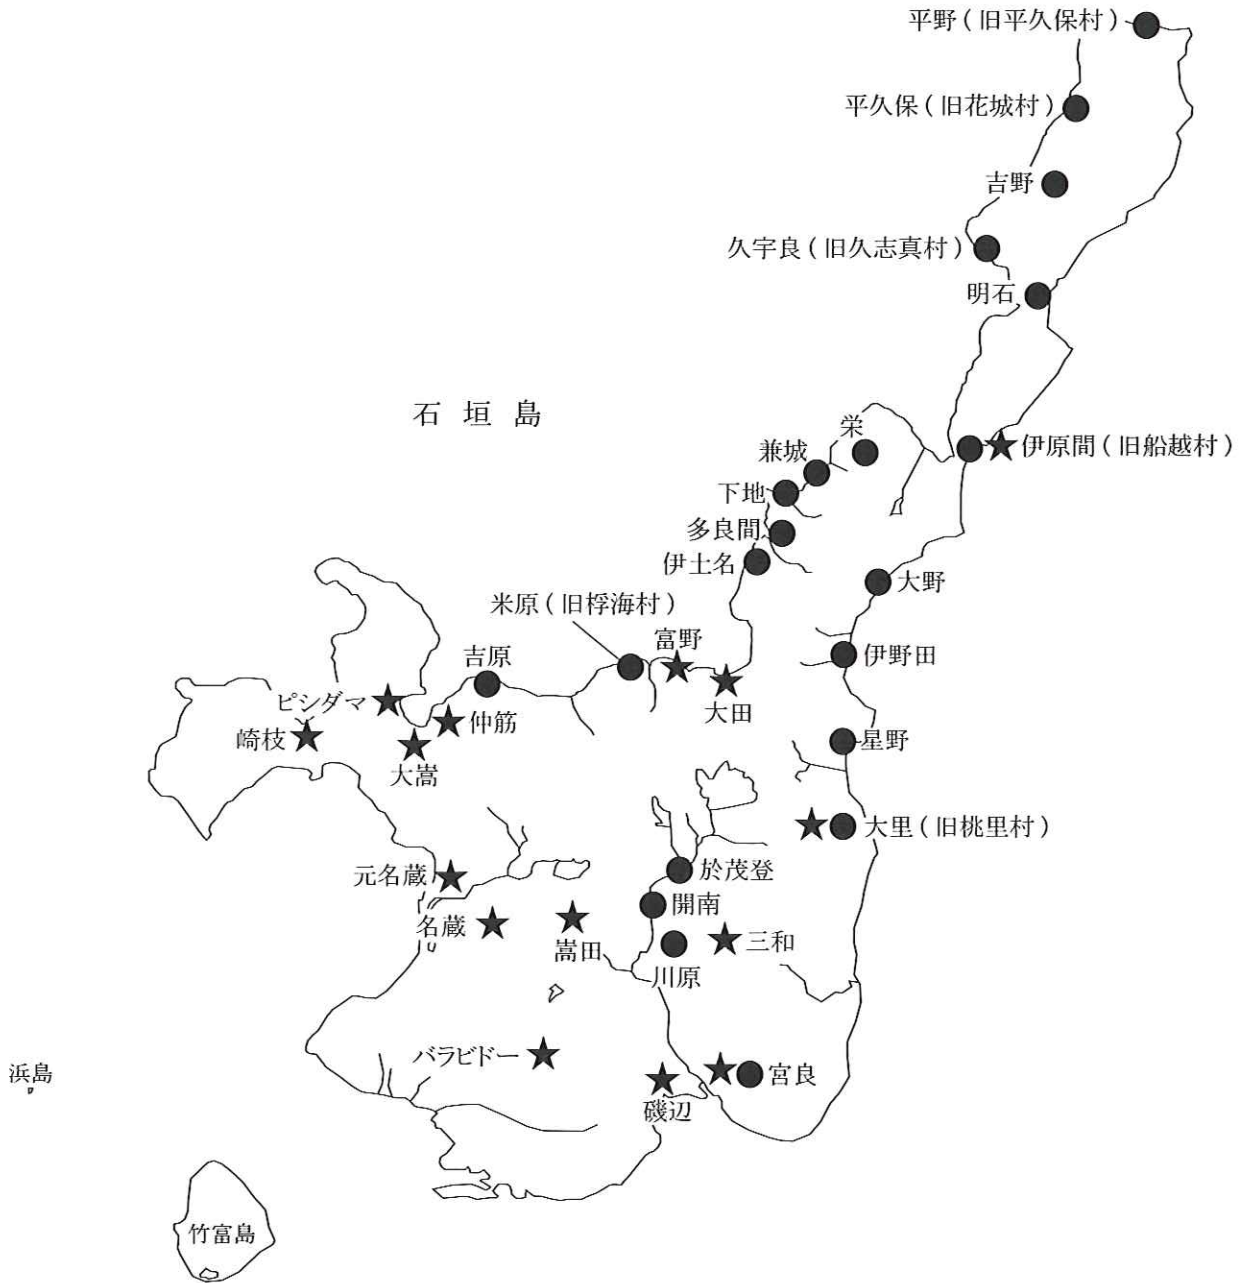 平野(旧平久保村)
平久保(旧花城村)
吉野
久宇良(旧久志真村)
明石
石垣島
栄
伊原間(旧船越村)
兼城
下地
多良間
伊土名
大野
米原(旧桴海村)
富野
伊野田
吉原
ピシダマ
大田
仲筋
崎枝
星野
大嵩
大里(旧桃里村)
元名蔵
於茂登
開南
名蔵
嵩田
三和
川原
バラビドー
浜島
宮良
磯辺
竹富島